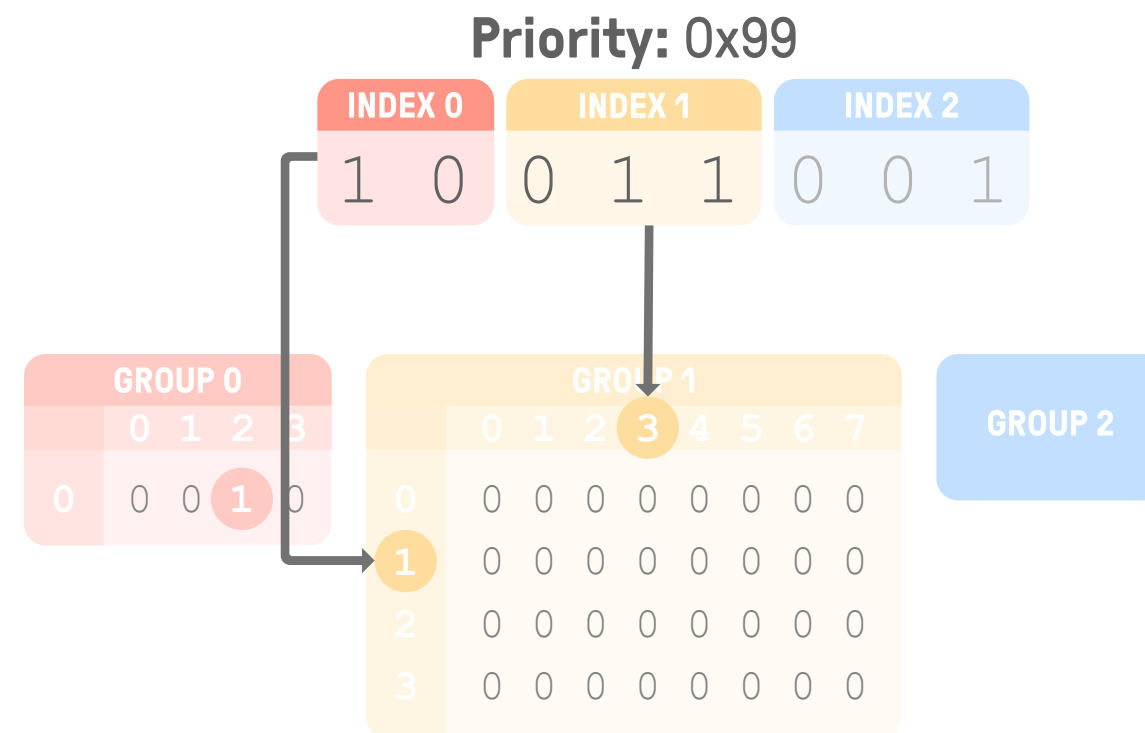 Priority: 0x99
INDEX 0 INDEX 1 INDEX 2
1 0 0 1 1 0 0 1
GROUP 0 GROUP 1 GROUP 2
0 1 2 3 0 1 2 3 4 5 6 7
0 0 0 1 0 0 0 0 0 0 0 0 0 0
1 0 0 0 0 0 0 0 0
2 0 0 0 0 0 0 0 0
3 0 0 0 0 0 0 0 0